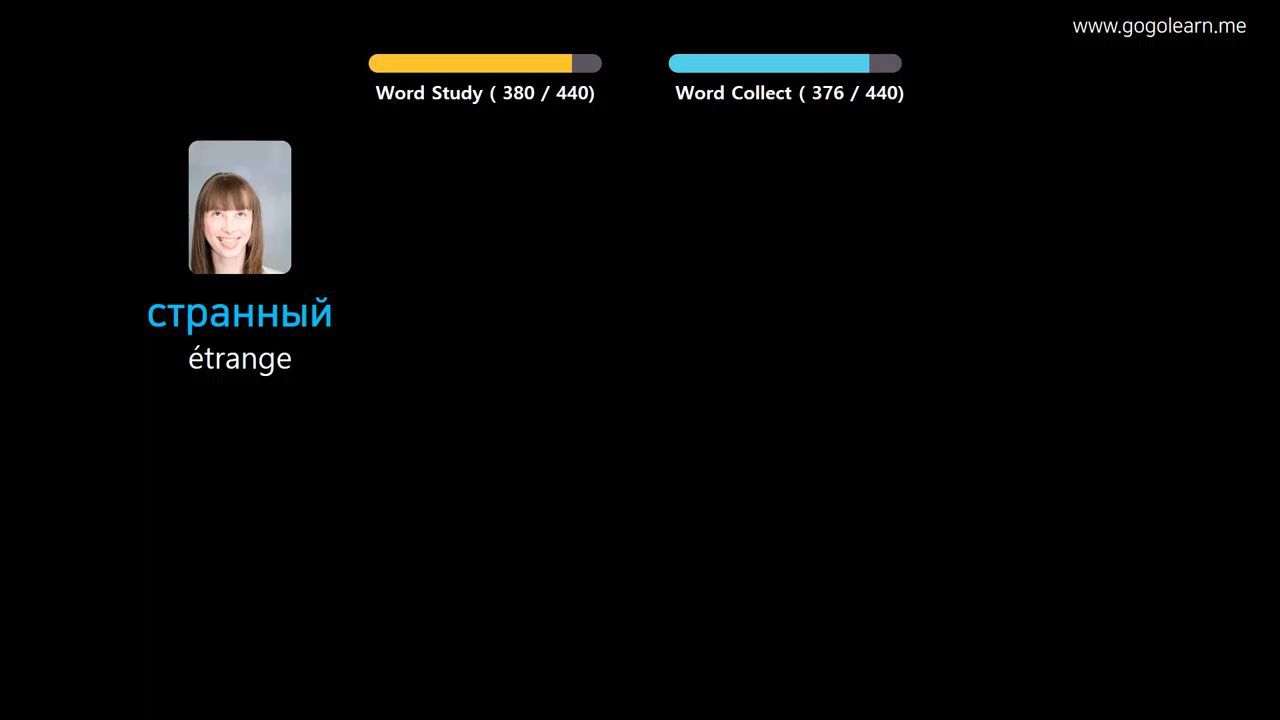 www.gogolearn.me
Word Study ( 380 / 440)
Word Collect ( 376 / 440)
странный
étrange